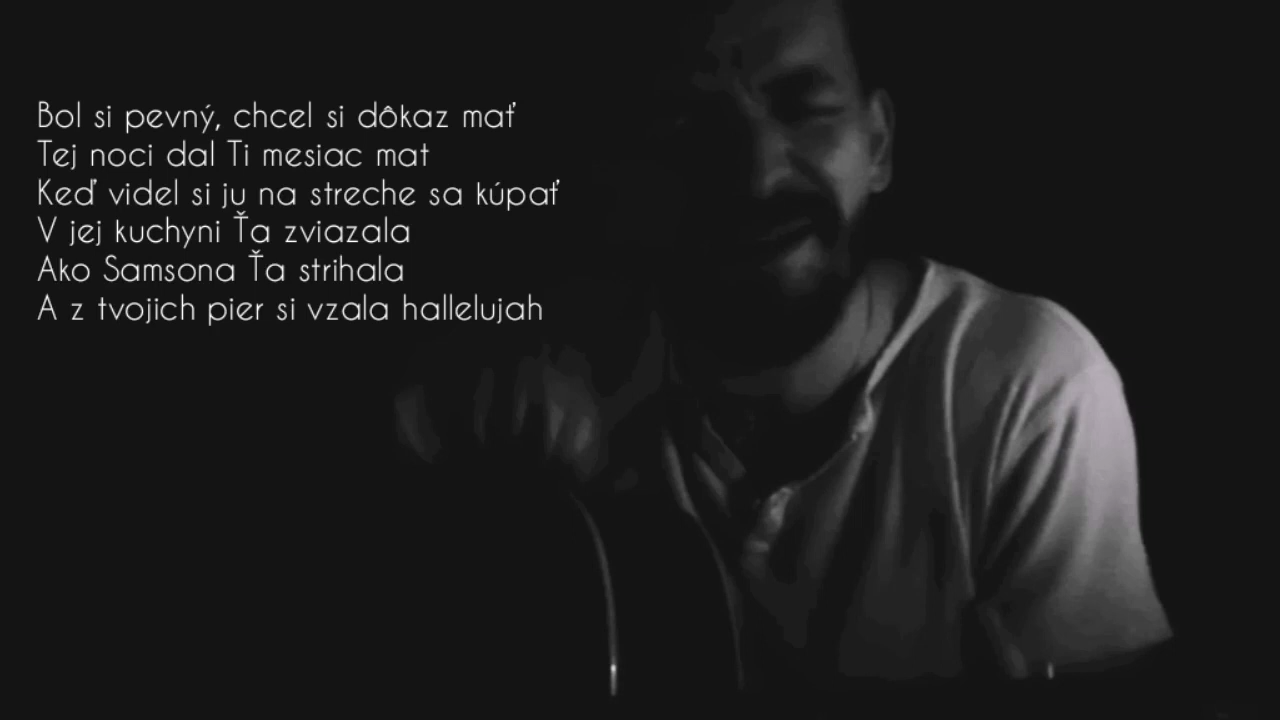 Bol si pevný, chcel si dôkaz mať
Tej noci dal Ti mesiac mat
Keď videl si ju na streche sa kúpať
V jej kuchyni Ťa zviazala
Ako Samsona Ťa strihala
A z tvojich pier si vzala hallelujah